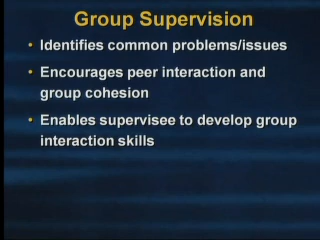 Group Supervision
• Identifies common problems/issues
• Encourages peer interaction and
group cohesion
• Enables supervisee to develop group
interaction skills